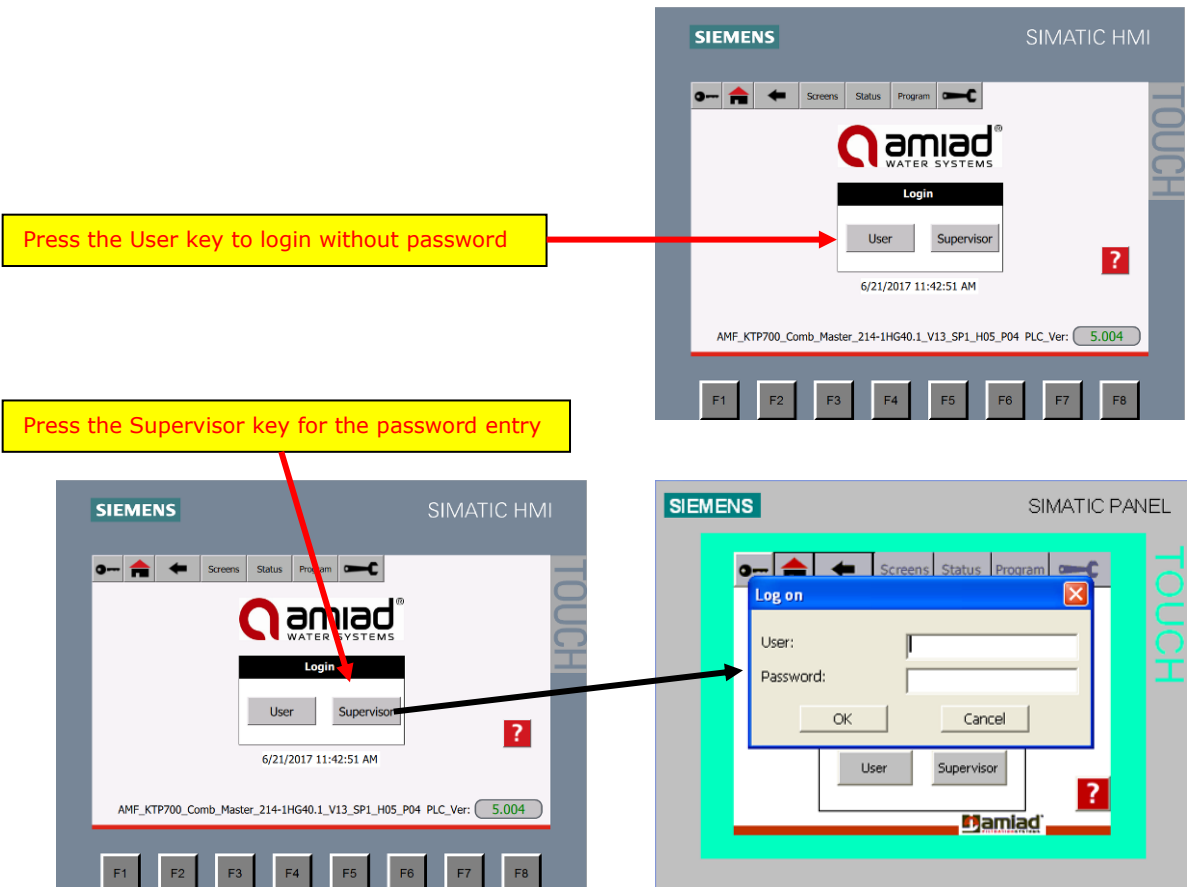 SIEMENS
SIMATIC HMI
TOUCH
Screens Status Program
amiad®
WATER SYSTEMS
Login
User Supervisor
?
6/21/2017 11:42:51 AM
AMF_KTP700_Comb_Master_214-1HG40.1_V13_SP1_H05_P04 PLC_Ver: 5.004
F1 F2 F3 F4 F5 F6 F7 F8
Press the User key to login without password
Press the Supervisor key for the password entry
SIEMENS
SIMATIC HMI
TOUCH
Screens Status Program
amiad®
WATER SYSTEMS
Login
User Supervisor
?
6/21/2017 11:42:51 AM
AMF_KTP700_Comb_Master_214-1HG40.1_V13_SP1_H05_P04 PLC_Ver: 5.004
F1 F2 F3 F4 F5 F6 F7 F8
SIEMENS
SIMATIC PANEL
TOUCH
Screens Status Program
Log on
User:
Password:
OK Cancel
User Supervisor
?
amiad